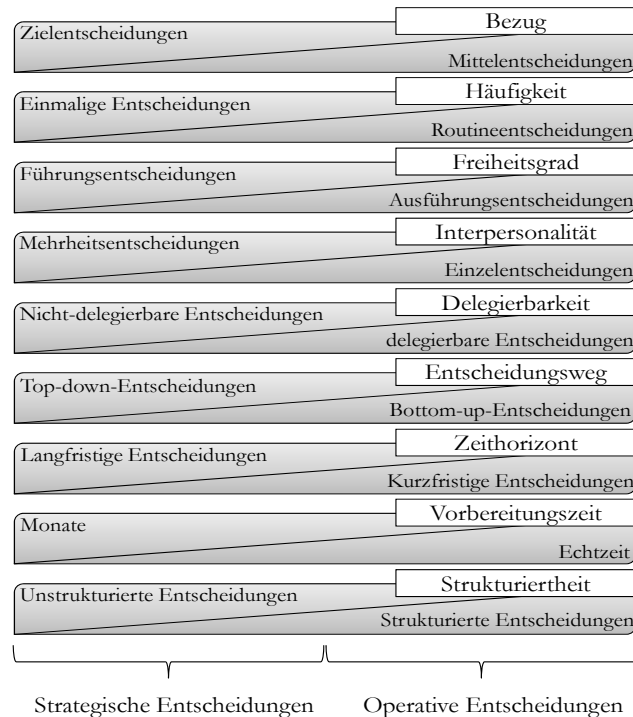 Bezug
Zielentscheidungen
Mittelentscheidungen
Häufigkeit
Einmalige Entscheidungen
Routineentscheidungen
Freiheitsgrad
Führungsentscheidungen
Ausführungsentscheidungen
Interpersonalität
Mehrheitsentscheidungen
Einzelentscheidungen
Delegierbarkeit
Nicht-delegierbare Entscheidungen
delegierbare Entscheidungen
Entscheidungsweg
Top-down-Entscheidungen
Bottom-up-Entscheidungen
Zeithorizont
Langfristige Entscheidungen
Kurzfristige Entscheidungen
Vorbereitungszeit
Monate
Echtzeit
Strukturiertheit
Unstrukturierte Entscheidungen
Strukturierte Entscheidungen
Strategische Entscheidungen
Operative Entscheidungen